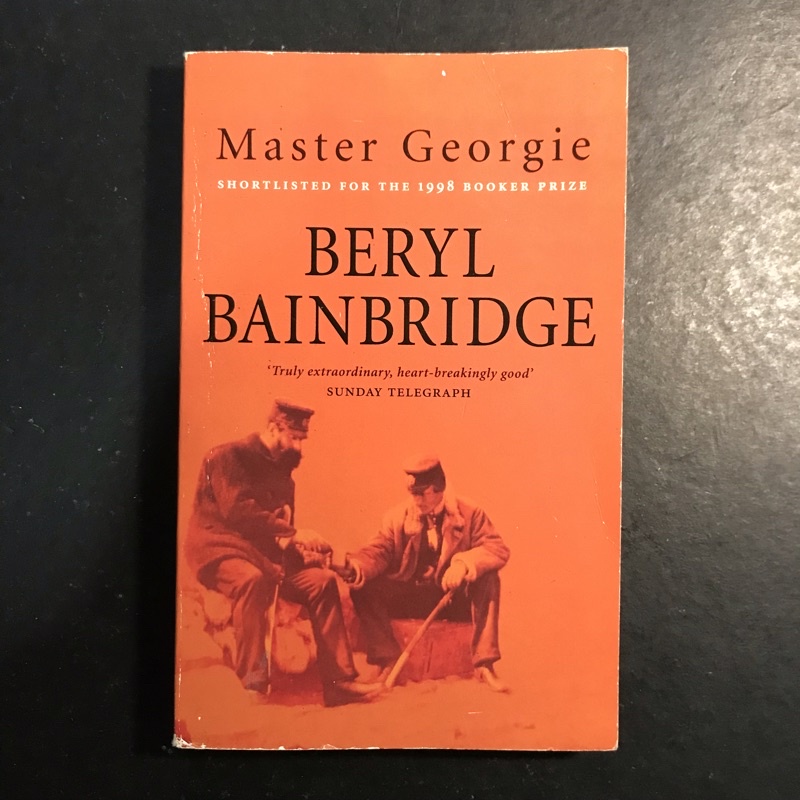 Master Georgie
SHORTLISTED FOR THE 1998 BOOKER PRIZE
BERYL
BAINBRIDGE
‘Truly extraordinary, heart-breakingly good’
SUNDAY TELEGRAPH